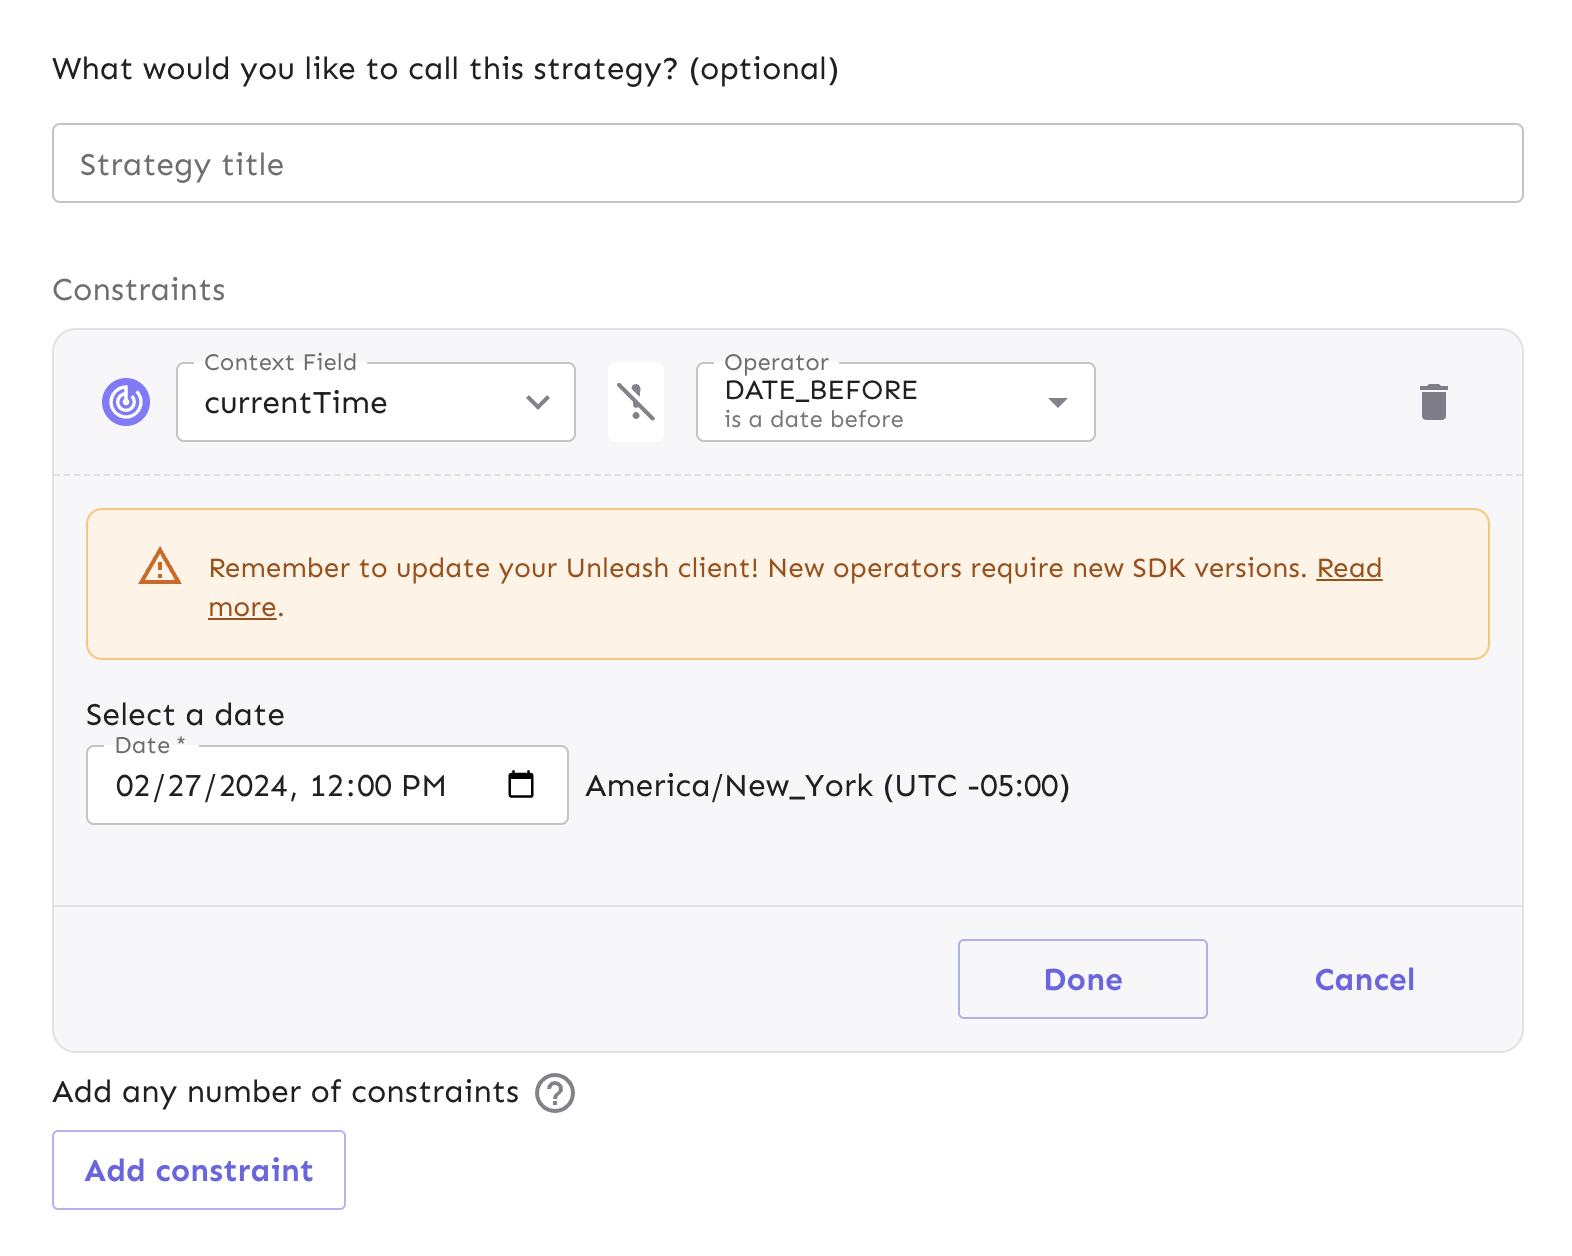 What would you like to call this strategy? (optional)
Strategy title
Constraints
Context Field
currentTime
Operator
DATE_BEFORE
is a date before
Remember to update your Unleash client! New operators require new SDK versions. Read
more.
Select a date
Date *
02/27/2024, 12:00 PM
America/New_York (UTC -05:00)
Done
Cancel
Add any number of constraints
Add constraint